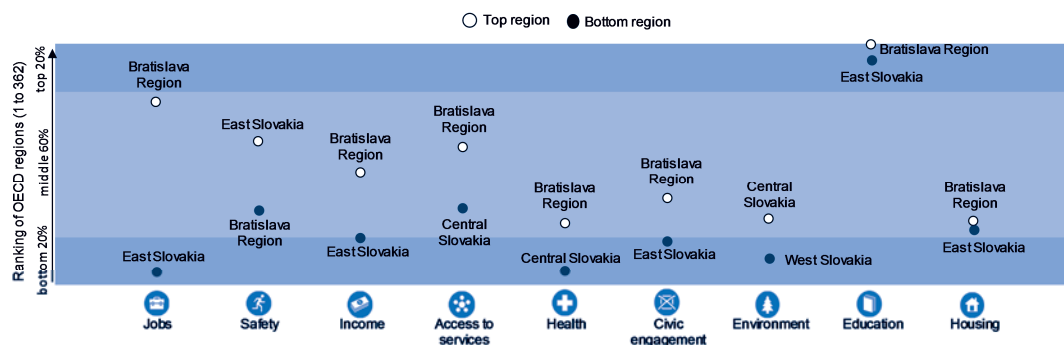 Top region
Bottom region
Ranking of OECD regions (1 to 362)
top 20%
middle 60%
bottom 20%
Bratislava
Region
East Slovakia
East Slovakia
Bratislava
Region
Bratislava
Region
East Slovakia
Bratislava
Region
Central
Slovakia
Bratislava
Region
Central Slovakia
Bratislava
Region
East Slovakia
Central
Slovakia
West Slovakia
Bratislava Region
East Slovakia
Bratislava
Region
East Slovakia
Jobs
Safety
Income
Access to
services
Health
Civic
engagement
Environment
Education
Housing